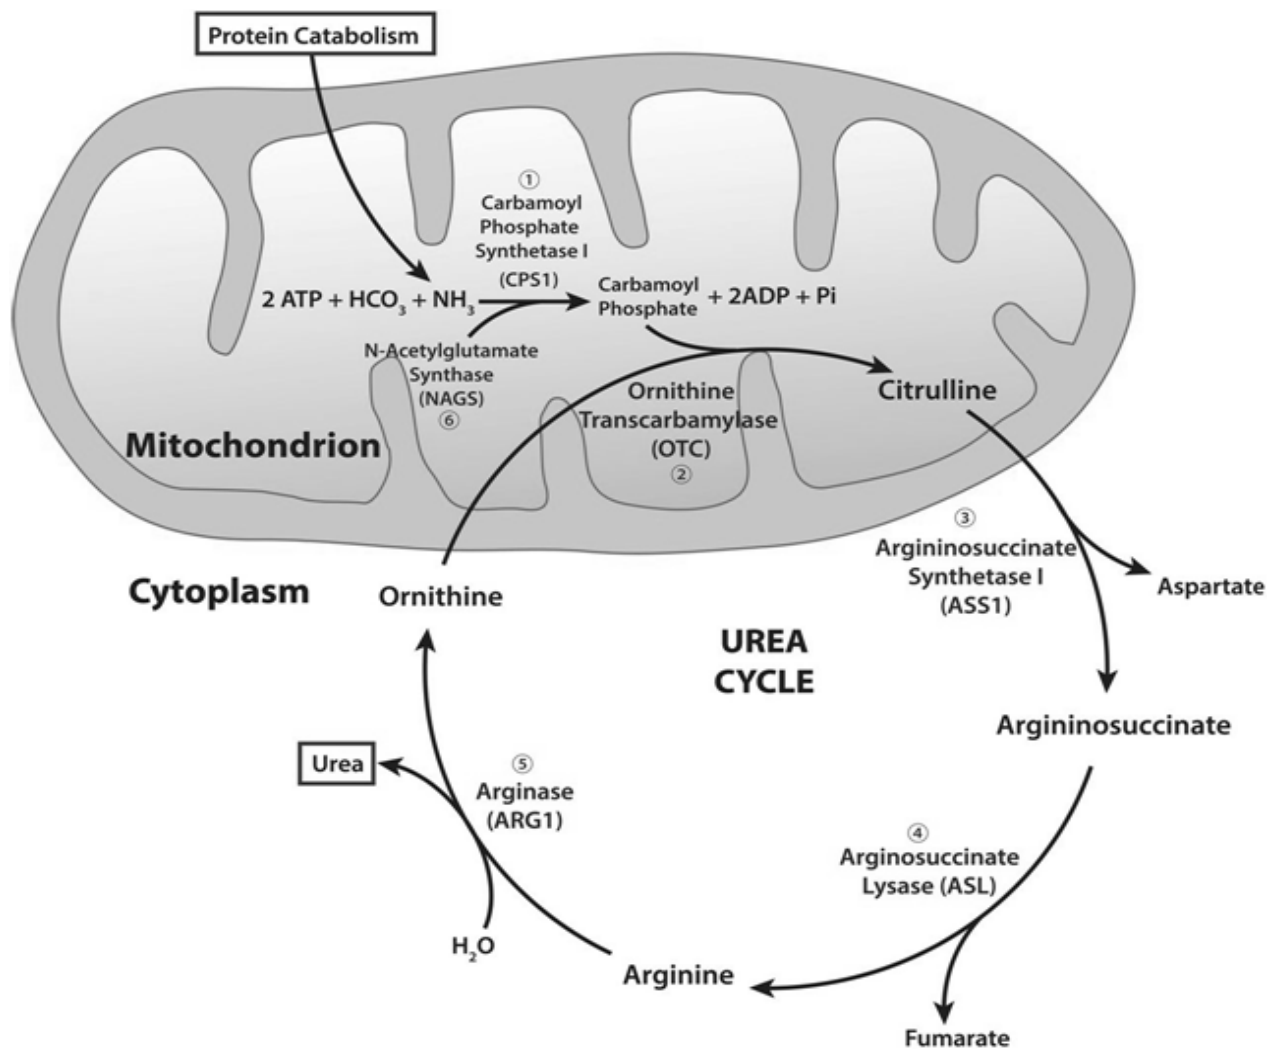 Protein Catabolism
①
Carbamoyl
Phosphate
Synthetase I
(CPS1)
2 ATP + HCO₃ + NH₃
Carbamoyl
Phosphate
+ 2ADP + Pi
N-Acetylglutamate
Synthase
(NAGS)
⑥
Ornithine
Transcarbamylase
(OTC)
②
Citrulline
Mitochondrion
③
Argininosuccinate
Synthetase I
(ASS1)
Aspartate
Cytoplasm
Ornithine
UREA
CYCLE
Argininosuccinate
Urea
⑤
Arginase
(ARG1)
④
Arginosuccinate
Lysase (ASL)
H₂O
Arginine
Fumarate